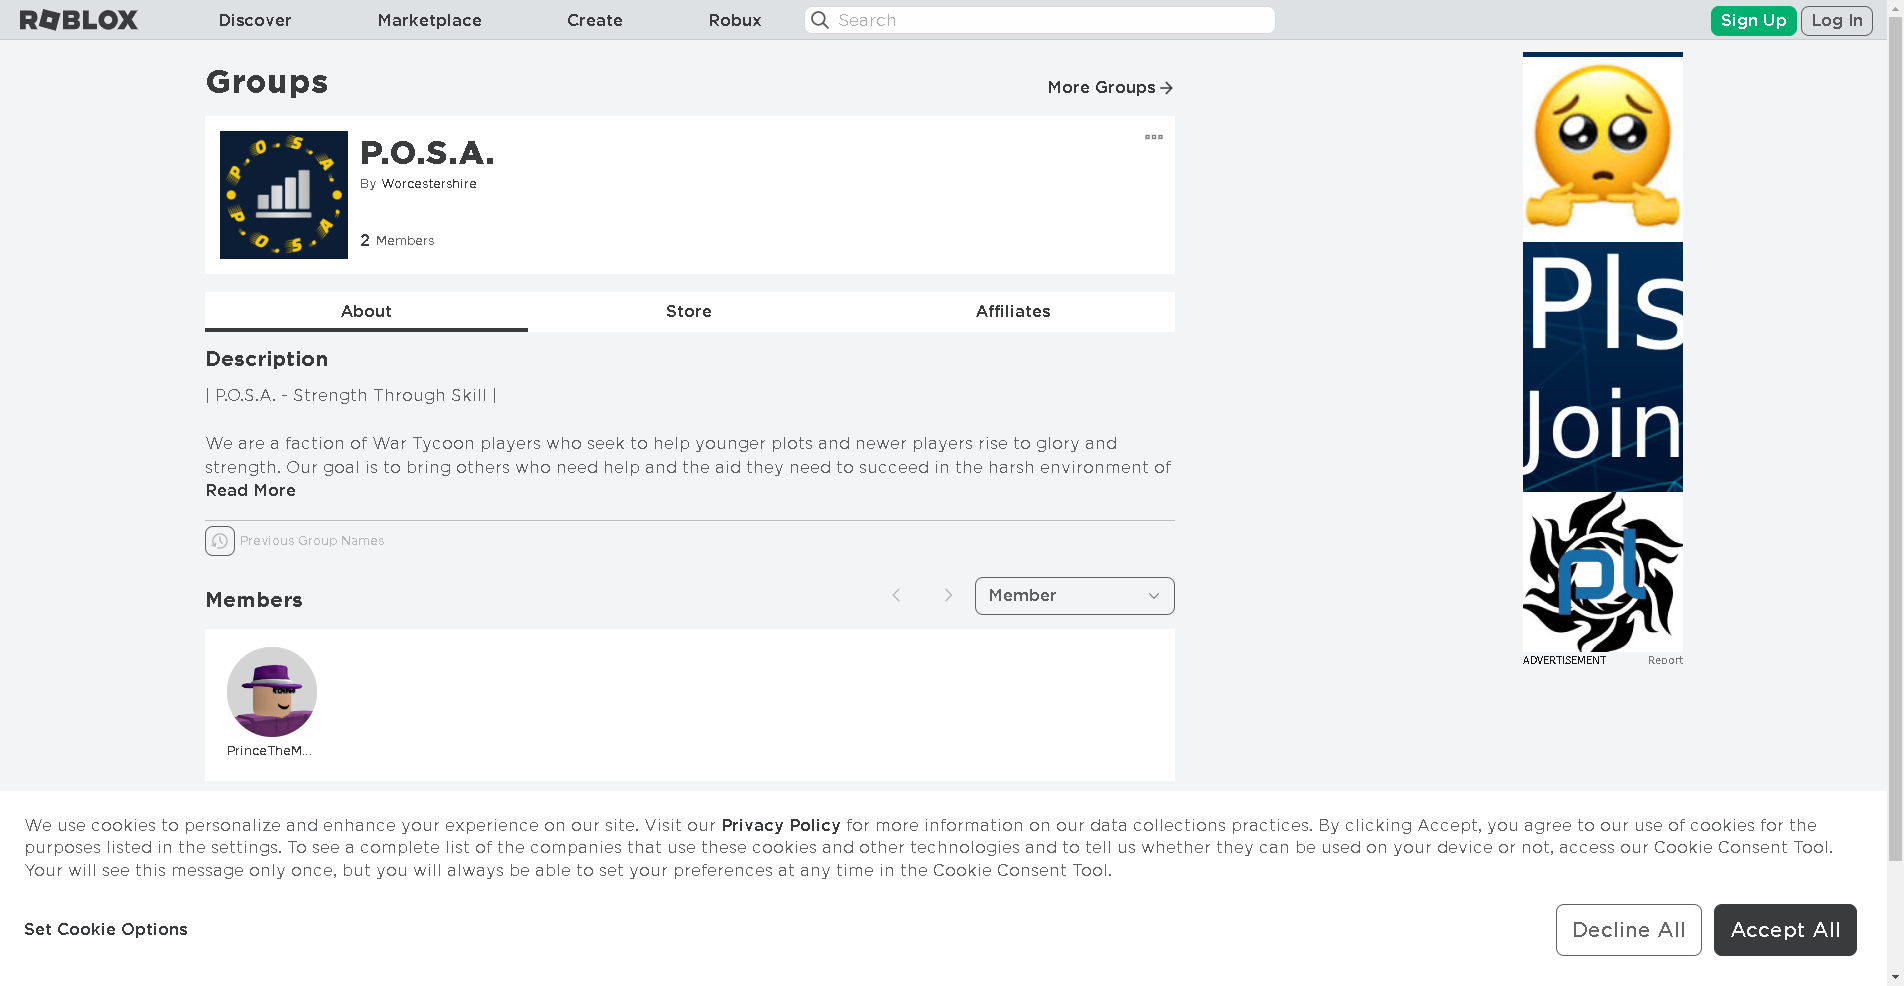 ROBLOX
Discover
Marketplace
Create
Robux
Search
Sign Up
Log In
Groups
More Groups
P.O.S.A.
P.O.S.A.
P.O.S.A.
By Worcestershire
2 Members
About
Store
Affiliates
Description
| P.O.S.A. - Strength Through Skill |
We are a faction of War Tycoon players who seek to help younger plots and newer players rise to glory and
strength. Our goal is to bring others who need help and the aid they need to succeed in the harsh environment of
Read More
Previous Group Names
Members
Member
PrinceTheM...
Pls
Join
pl
ADVERTISEMENT
Report
We use cookies to personalize and enhance your experience on our site. Visit our Privacy Policy for more information on our data collections practices. By clicking Accept, you agree to our use of cookies for the
purposes listed in the settings. To see a complete list of the companies that use these cookies and other technologies and to tell us whether they can be used on your device or not, access our Cookie Consent Tool.
Your will see this message only once, but you will always be able to set your preferences at any time in the Cookie Consent Tool.
Set Cookie Options
Decline All
Accept All